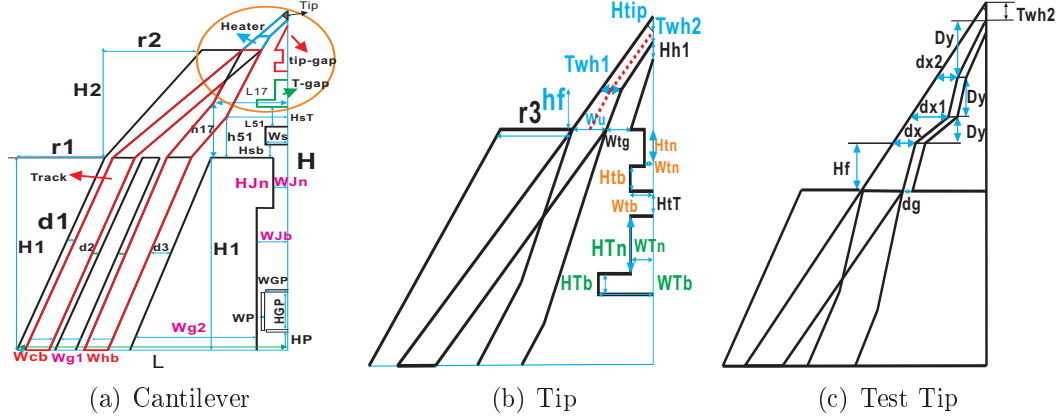 Tip
Heater
r2
tip-gap
T-gap
L17
H2
h17
HsT
L51
h51
Ws
Hsb
H
r1
Track
HJn
WJn
d1
H1
d2
d3
H1
WJb
WGP
WP
HGP
HP
Wg2
Wcb
Wg1
Whb
L
(a) Cantilever
Htip
Twh2
Hh1
Twh1
hf
r3
Wu
Wtg
Htn
Wtn
Htb
Wtb
HtT
HTn
WTn
HTb
WTb
(b) Tip
Twh2
Dy
dx2
Dy
dx1
dx
Dy
Hf
dg
(c) Test Tip